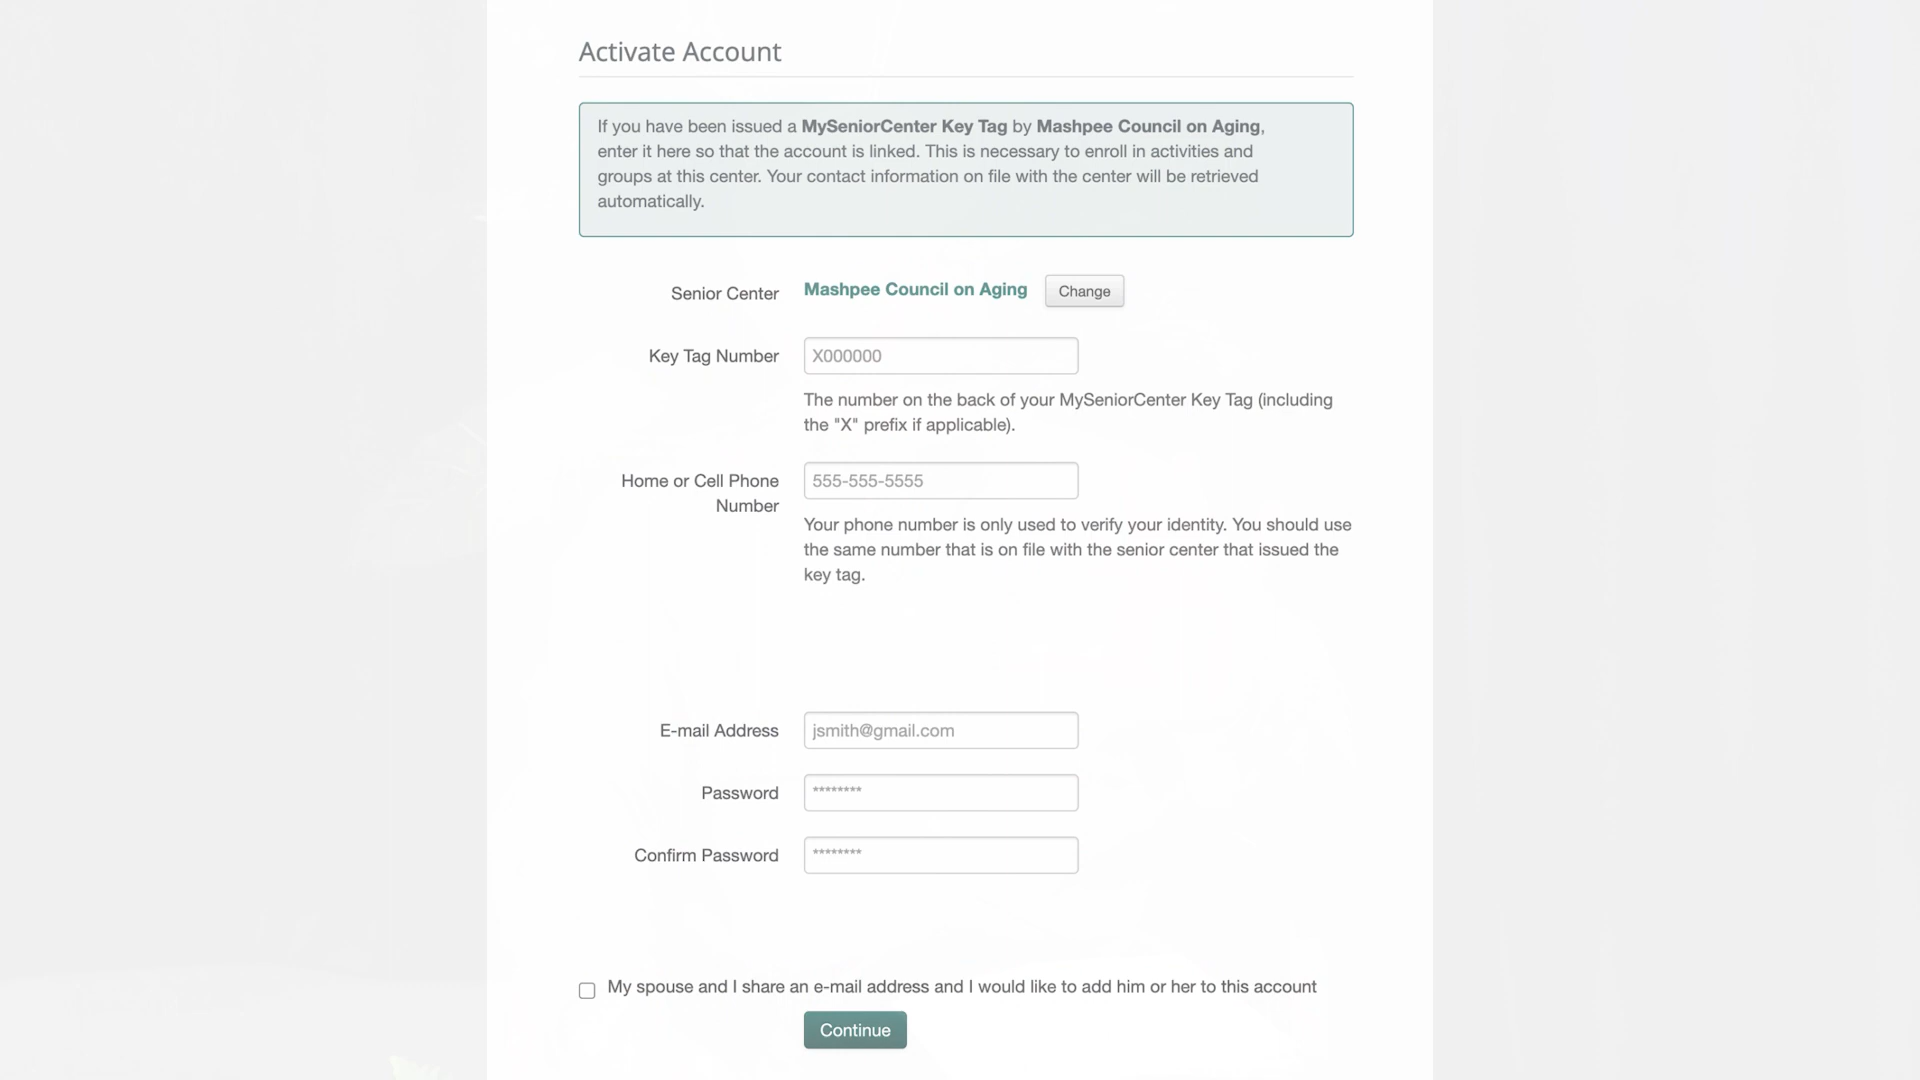 Activate Account
If you have been issued a MySeniorCenter Key Tag by Mashpee Council on Aging,
enter it here so that the account is linked. This is necessary to enroll in activities and
groups at this center. Your contact information on file with the center will be retrieved
automatically.
Senior Center Mashpee Council on Aging Change
Key Tag Number X000000
The number on the back of your MySeniorCenter Key Tag (including
the "X" prefix if applicable).
Home or Cell Phone 555-555-5555
Number
Your phone number is only used to verify your identity. You should use
the same number that is on file with the senior center that issued the
key tag.
E-mail Address jsmith@gmail.com
Password ********
Confirm Password ********
My spouse and I share an e-mail address and I would like to add him or her to this account
Continue